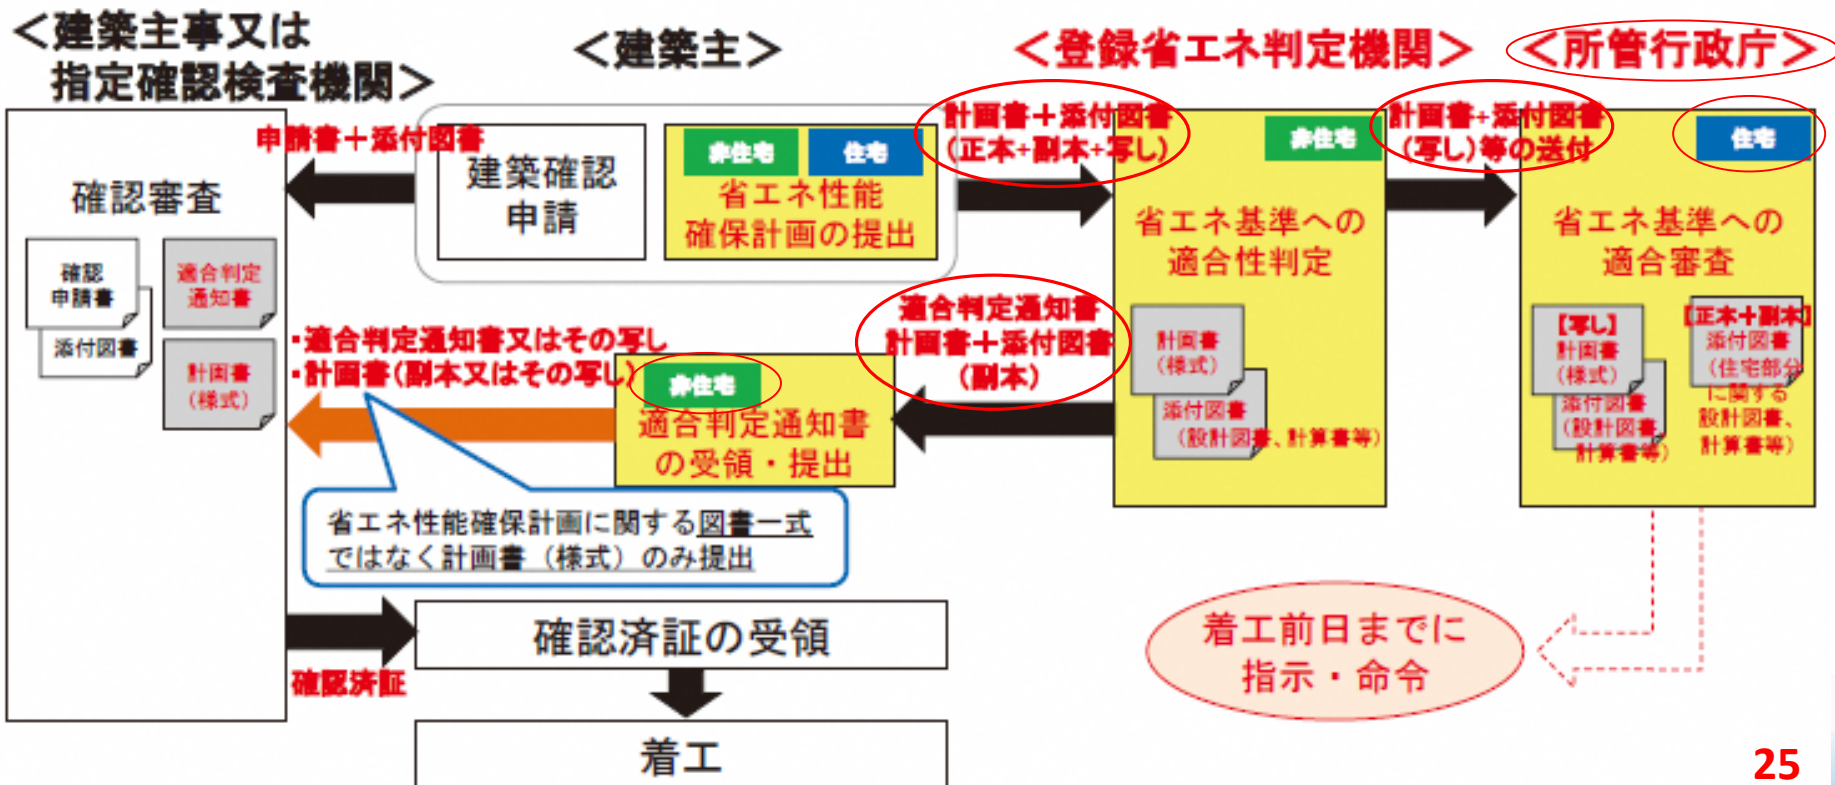 ＜建築主事又は
指定確認検査機関＞
＜建築主＞
＜登録省エネ判定機関＞
＜所管行政庁＞
申請書＋添付図書
確認審査
確認
申請書
添付図書
適合判定
通知書
計画書
（様式）
建築確認
申請
非住宅
住宅
省エネ性能
確保計画の提出
計画書＋添付図書
（正本+副本+写し）
非住宅
省エネ基準への
適合性判定
計画書
（様式）
添付図書
（設計図書、計算書等）
計画書+添付図書
（写し）等の送付
住宅
省エネ基準への
適合審査
【写し】
計画書
（様式）
添付図書
（設計図書、
計算書等）
【正本＋副本】
添付図書
（住宅部分
に関する
設計図書、
計算書等）
適合判定通知書
計画書＋添付図書
（副本）
・適合判定通知書又はその写し
・計画書（副本又はその写し）
非住宅
適合判定通知書
の受領・提出
省エネ性能確保計画に関する図書一式
ではなく計画書（様式）のみ提出
確認済証
確認済証の受領
着工
着工前日までに
指示・命令
25